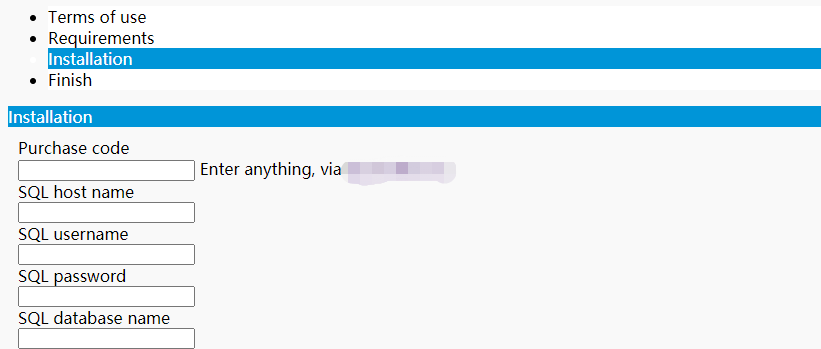 Terms of use
Requirements
Installation
Finish
Installation
Purchase code
Enter anything, via
SQL host name
SQL username
SQL password
SQL database name